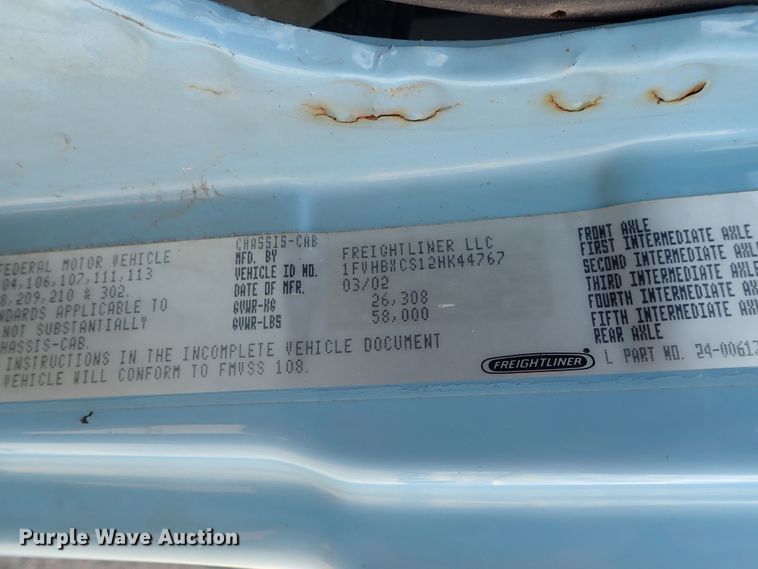 FEDERAL MOTOR VEHICLE
04,106,107,111,113
8,209,210 & 302.
NDARDS APPLICABLE TO
NOT SUBSTANTIALLY
CHASSIS-CAB.
INSTRUCTIONS IN THE INCOMPLETE VEHICLE DOCUMENT
VEHICLE WILL CONFORM TO FMVSS 108.
CHASSIS-CAB
MFD. BY FREIGHTLINER LLC
VEHICLE ID NO. 1FVHBXCS12HK44767
DATE OF MFR. 03/02
GVWR-KG 26,308
GVWR-LBS 58,000
FRONT AXLE
FIRST INTERMEDIATE AXLE
SECOND INTERMEDIATE AXL
THIRD INTERMEDIATE AXLE
FOURTH INTERMEDIATE AX
FIFTH INTERMEDIATE AXL
REAR AXLE
FREIGHTLINER
L PART NO. 24-00612
Purple Wave Auction